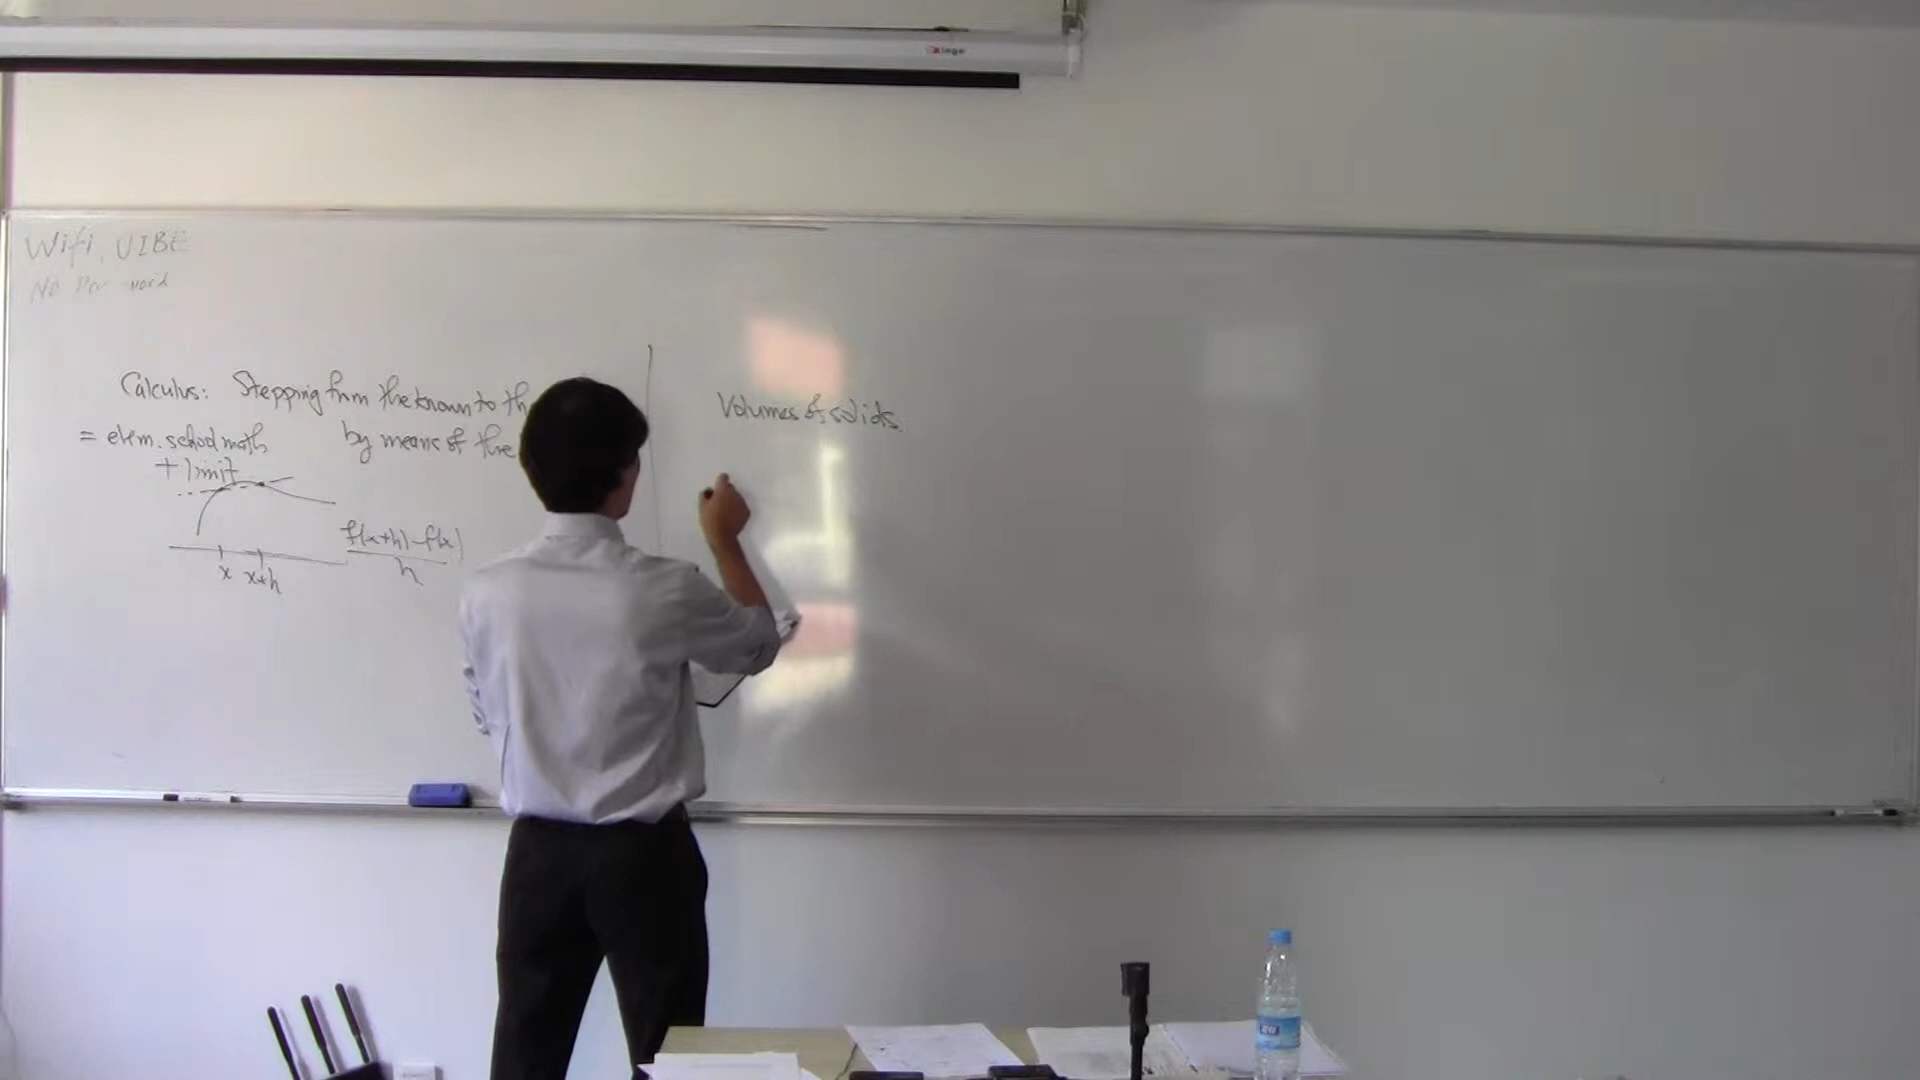 Wifi, UIBE
No
Calculus: Stepping from the known to th
= elem. school math by means of the
+ limit
f(x+h) - f(x)
h
x x+h
Volumes of solids.